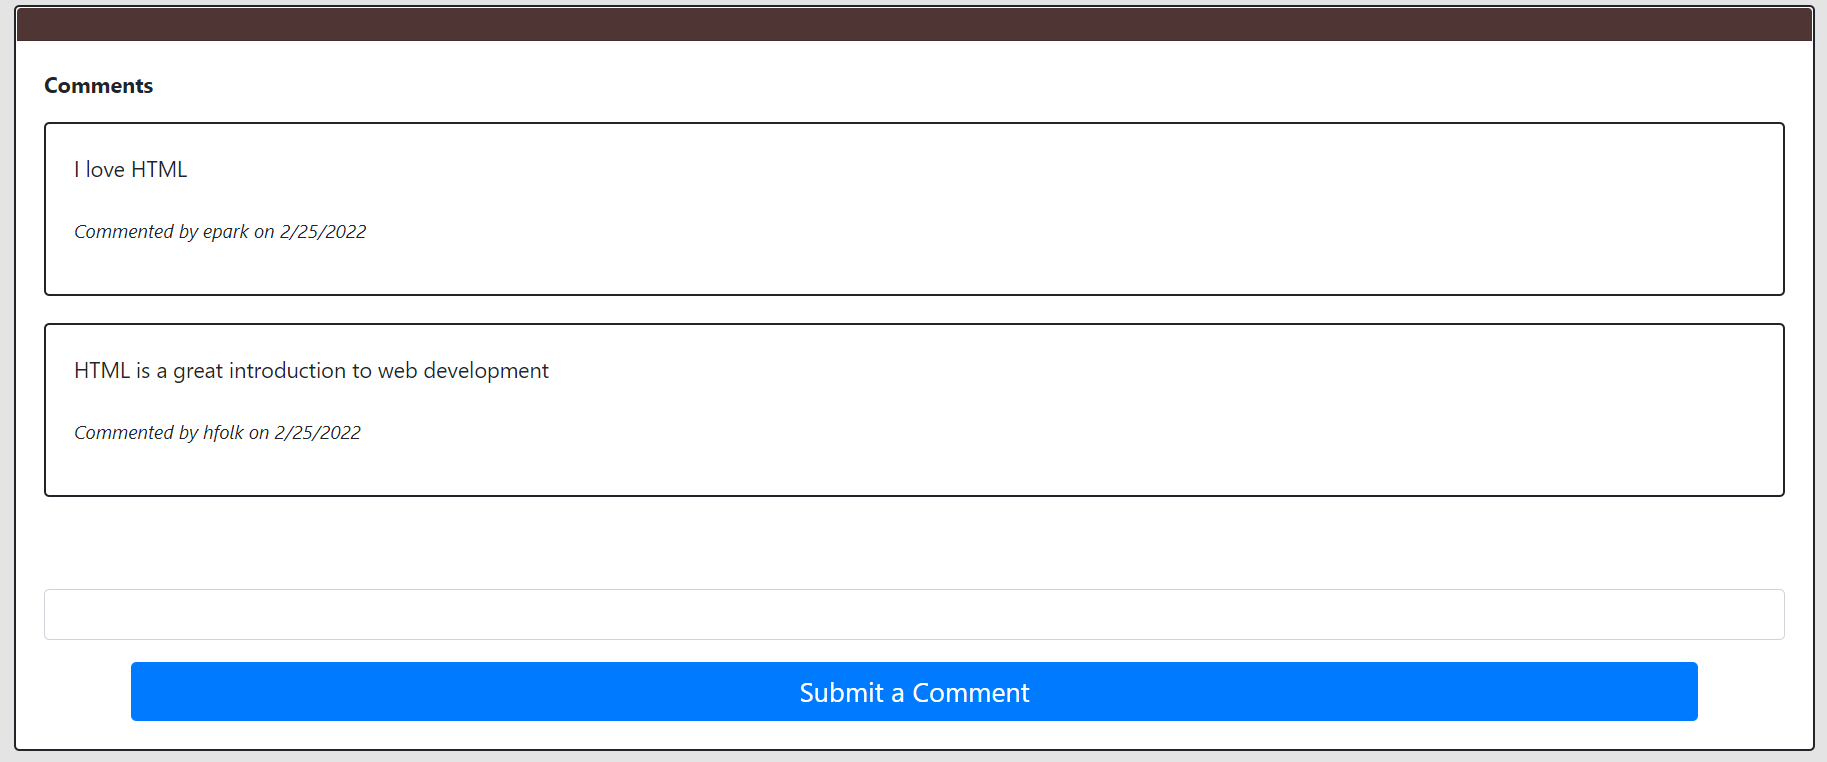 Comments
I love HTML
Commented by epark on 2/25/2022
HTML is a great introduction to web development
Commented by hfolk on 2/25/2022
Submit a Comment